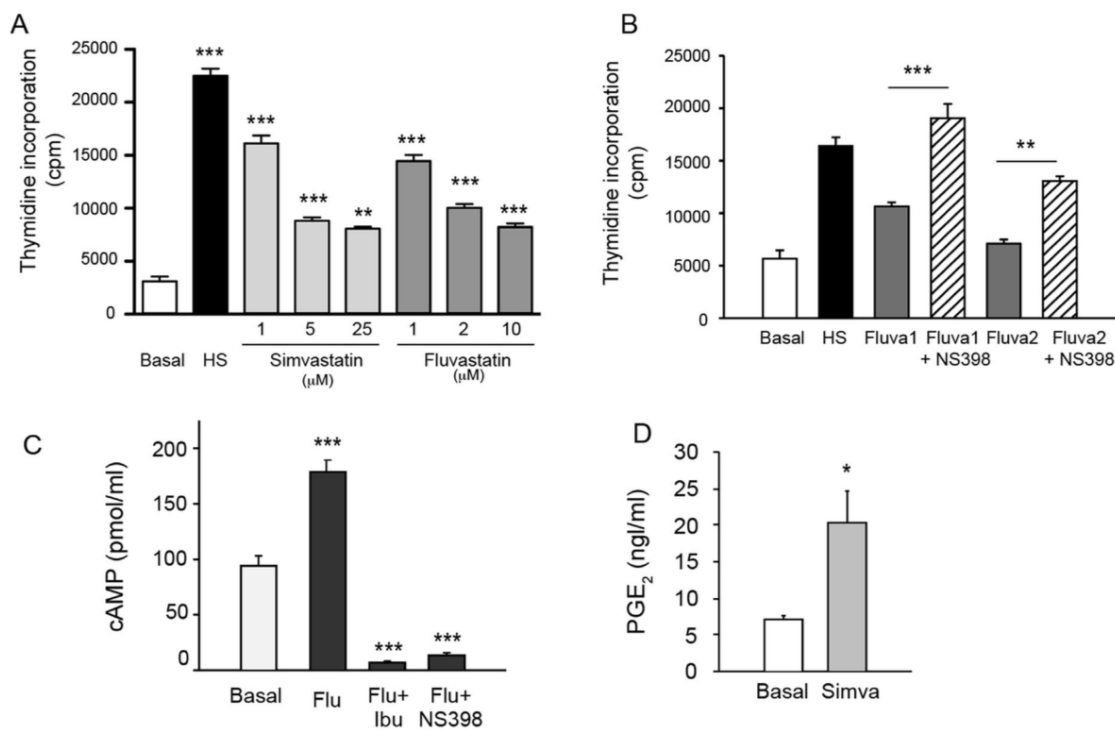 A
Thymidine incorporation
(cpm)
25000
20000
15000
10000
5000
0
***
***
***
**
***
***
***
1 5 25 1 2 10
Basal HS Simvastatin Fluvastatin
(μM) (μM)
B
Thymidine incorporation
(cpm)
25000
20000
15000
10000
5000
0
***
**
Basal HS Fluva1 Fluva1 Fluva2 Fluva2
+ NS398 + NS398
C
cAMP (pmol/ml)
200
150
100
50
0
***
***
***
Basal Flu Flu+ Flu+
Ibu NS398
D
PGE2 (ngl/ml)
30
25
20
15
10
5
0
*
Basal Simva